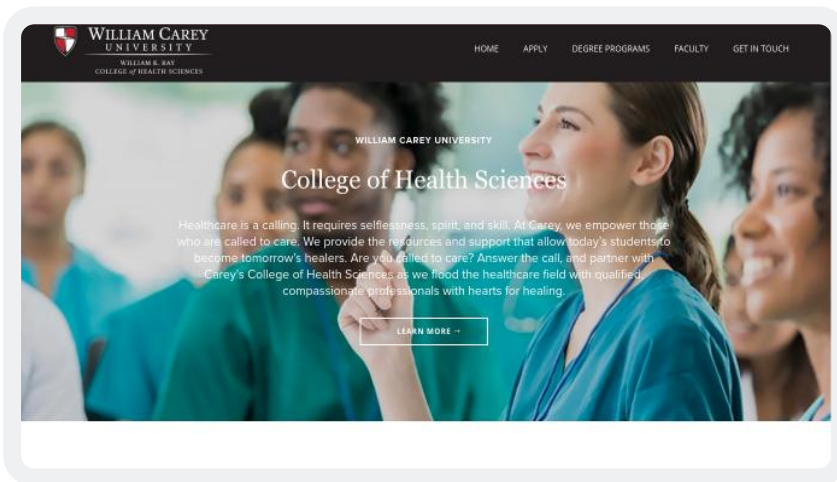 WILLIAM CAREY
UNIVERSITY
WILLIAM K. RAY
COLLEGE of HEALTH SCIENCES
HOME APPLY DEGREE PROGRAMS FACULTY GET IN TOUCH
WILLIAM CAREY UNIVERSITY
College of Health Sciences
Healthcare is a calling. It requires selflessness, spirit, and skill. At Carey, we empower those
who are called to care. We provide the resources and support that allow today's students to
become tomorrow's healers. Are you called to care? Answer the call, and partner with
Carey's College of Health Sciences as we flood the healthcare field with qualified,
compassionate professionals with hearts for healing.
LEARN MORE →